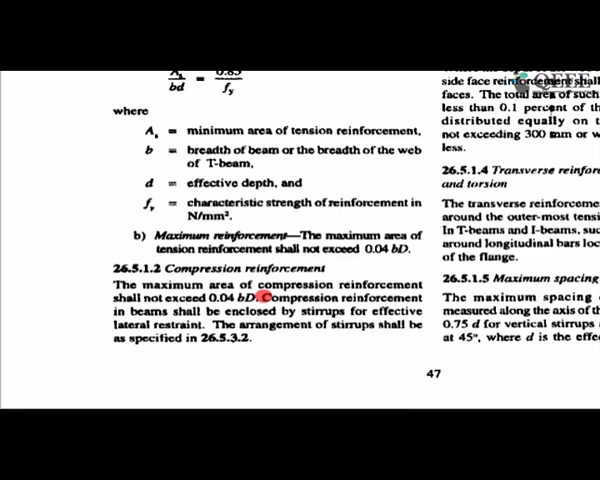 QEEE
A_s/bd = 0.85/f_y
where
A_s = minimum area of tension reinforcement,
b = breadth of beam or the breadth of the web
of T-beam,
d = effective depth, and
f_y = characteristic strength of reinforcement in
N/mm².
b) Maximum reinforcement—The maximum area of
tension reinforcement shall not exceed 0.04 bD.
26.5.1.2 Compression reinforcement
The maximum area of compression reinforcement
shall not exceed 0.04 bD. Compression reinforcement
in beams shall be enclosed by stirrups for effective
lateral restraint. The arrangement of stirrups shall be
as specified in 26.5.3.2.
side face reinforcement shall
faces. The total area of such
less than 0.1 percent of th
distributed equally on t
not exceeding 300 mm or w
less.
26.5.1.4 Transverse reinfor
and torsion
The transverse reinforceme
around the outer-most tensi
In T-beams and I-beams, suc
around longitudinal bars loc
of the flange.
26.5.1.5 Maximum spacing
The maximum spacing
measured along the axis of th
0.75 d for vertical stirrups
at 45°, where d is the effe
47